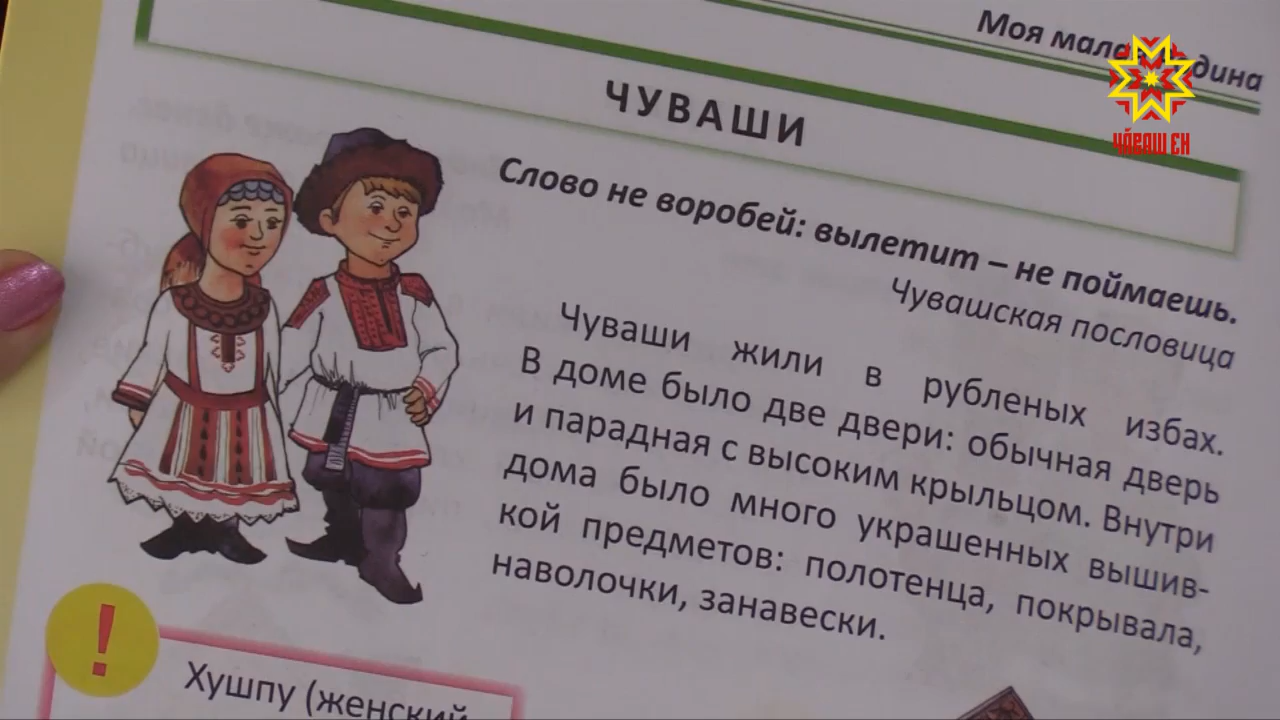 Моя
ЧӐВАШ ЕН
ЧУВАШИ
Слово не воробей: вылетит – не поймаешь.
Чувашская пословица
Чуваши жили в рубленых избах.
В доме было две двери: обычная дверь
и парадная с высоким крыльцом. Внутри
дома было много украшенных вышив-
кой предметов: полотенца, покрывала,
наволочки, занавески.
!
Хушпу (женский